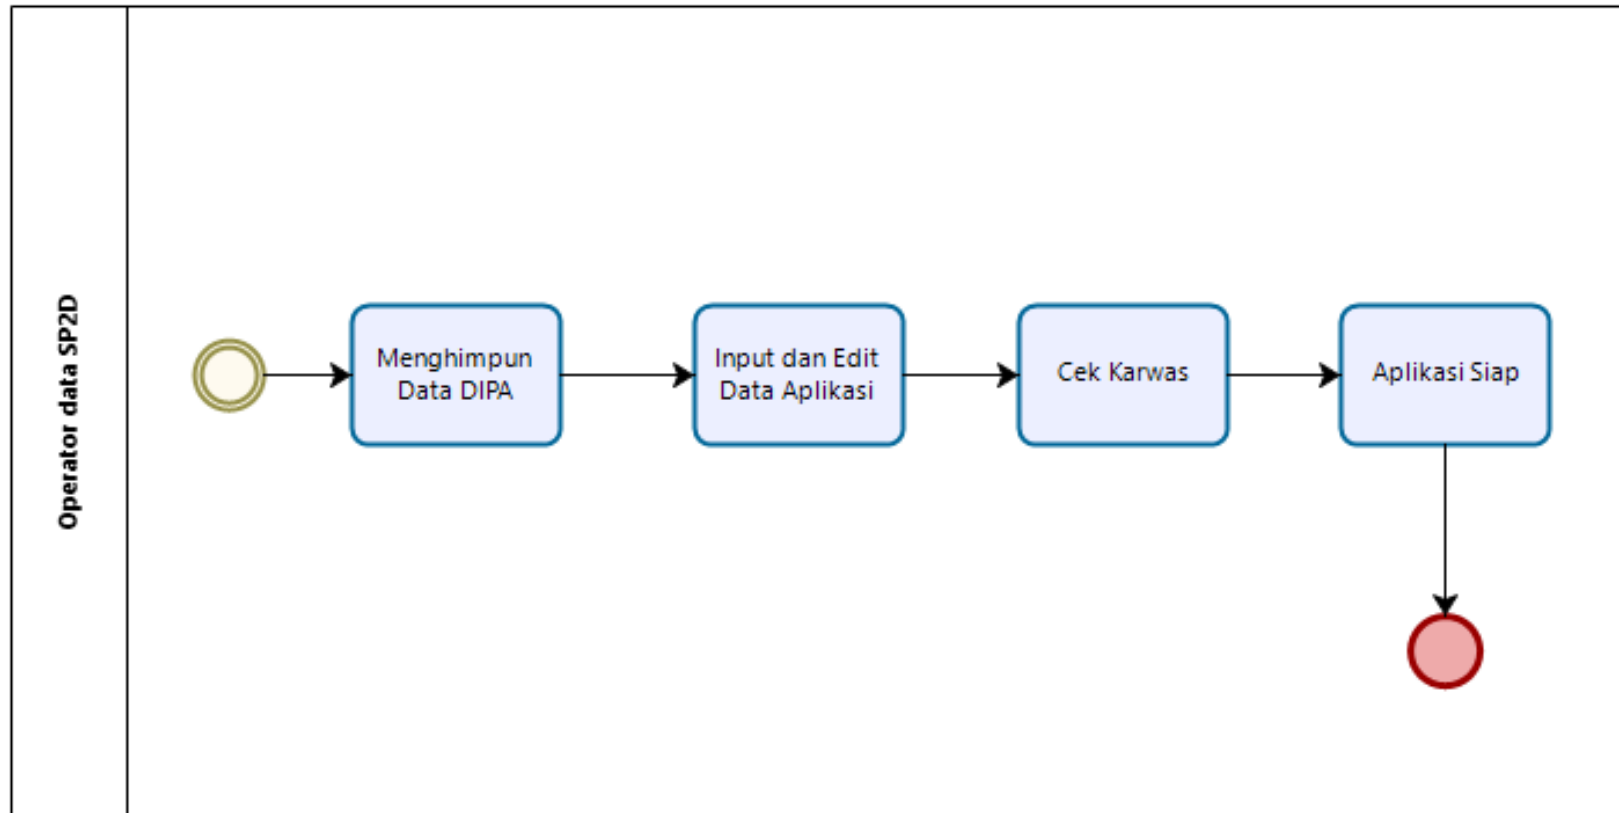 Operator data SP2D
Menghimpun
Data DIPA
Input dan Edit
Data Aplikasi
Cek Karwas
Aplikasi Siap